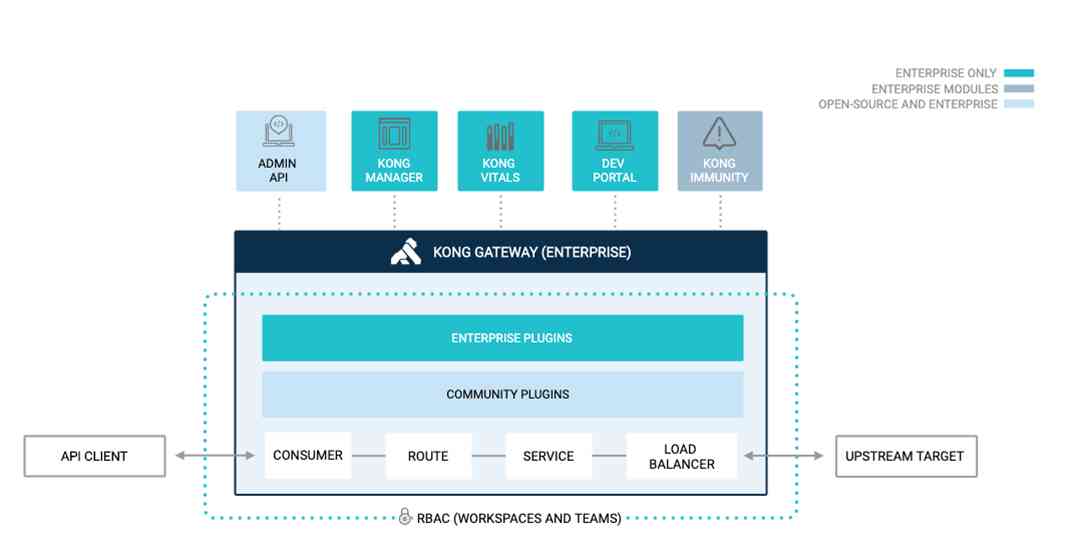 ENTERPRISE ONLY
ENTERPRISE MODULES
OPEN-SOURCE AND ENTERPRISE
ADMIN
API
KONG
MANAGER
KONG
VITALS
DEV
PORTAL
KONG
IMMUNITY
KONG GATEWAY (ENTERPRISE)
ENTERPRISE PLUGINS
COMMUNITY PLUGINS
API CLIENT
CONSUMER
ROUTE
SERVICE
LOAD
BALANCER
UPSTREAM TARGET
RBAC (WORKSPACES AND TEAMS)